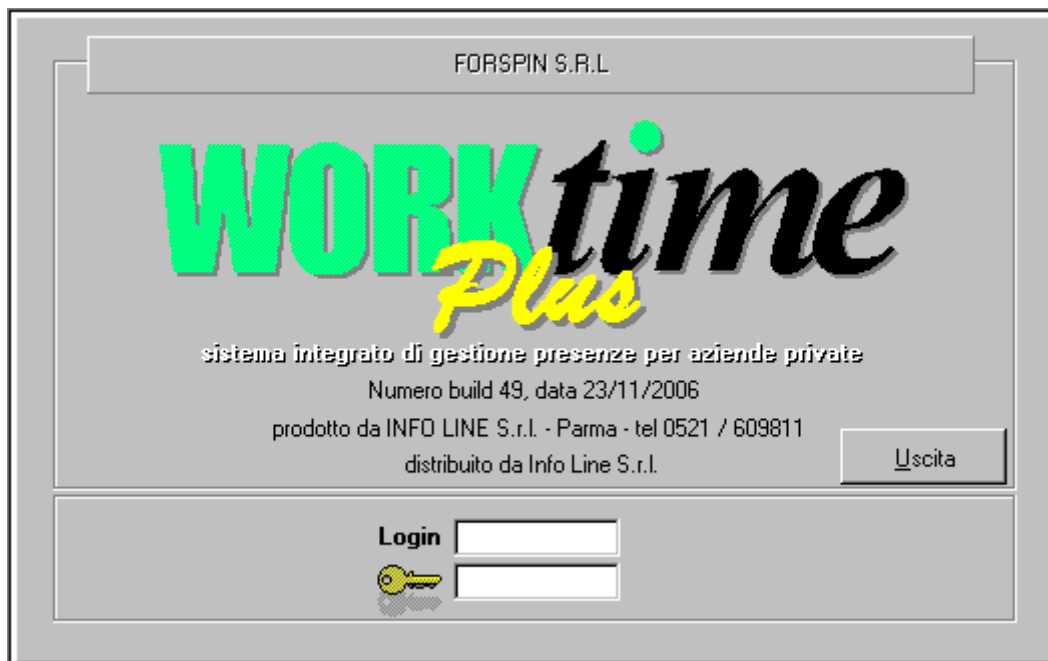 FORSPIN S.R.L
WORKtime
Plus
sistema integrato di gestione presenze per aziende private
Numero build 49, data 23/11/2006
prodotto da INFO LINE S.r.l. - Parma - tel 0521 / 609811
distribuito da Info Line S.r.l.
Uscita
Login